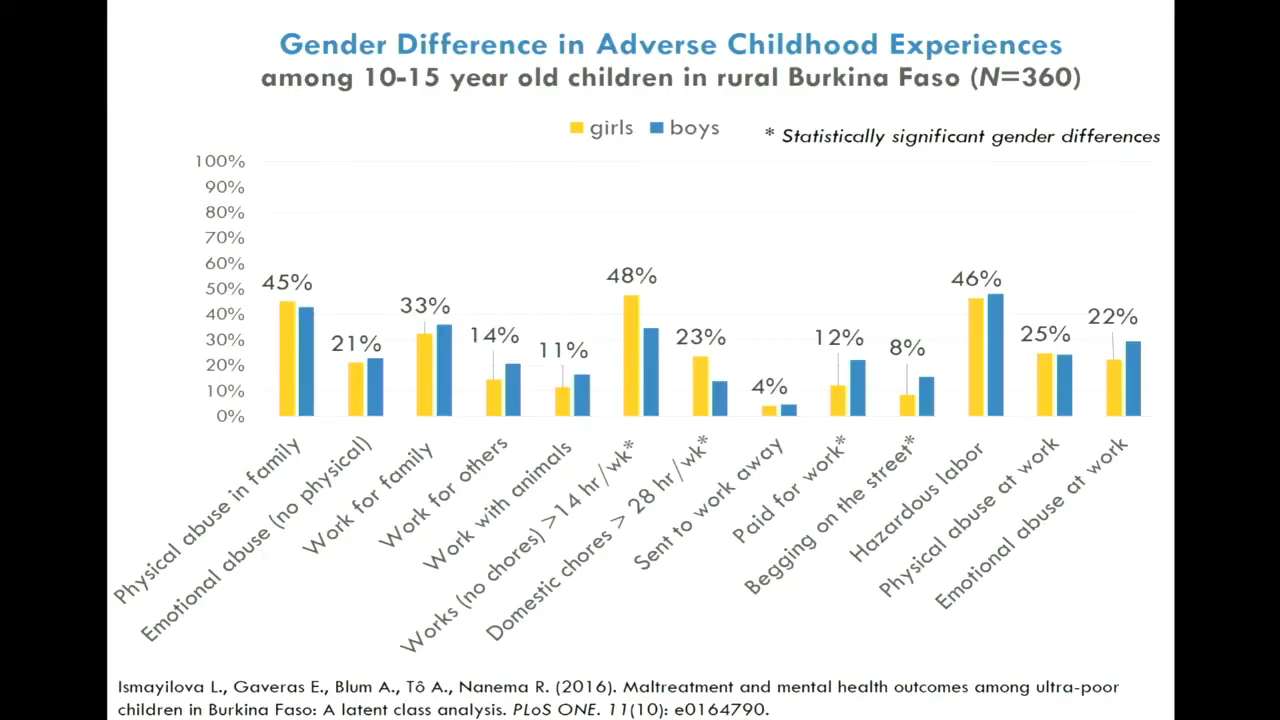 Gender Difference in Adverse Childhood Experiences
among 10-15 year old children in rural Burkina Faso (N=360)
girls boys
* Statistically significant gender differences
100%
90%
80%
70%
60%
50%
40%
30%
20%
10%
0%
45%
21%
33%
14%
11%
48%
23%
4%
12%
8%
46%
25%
22%
Physical abuse in family
Emotional abuse (no physical)
Work for family
Work for others
Work with animals
Works (no chores) >14 hr/wk*
Domestic chores > 28 hr/wk*
Sent to work away
Paid for work*
Begging on the street*
Hazardous labor
Physical abuse at work
Emotional abuse at work
Ismayilova L., Gaveras E., Blum A., Tô A., Nanema R. (2016). Maltreatment and mental health outcomes among ultra-poor
children in Burkina Faso: A latent class analysis. PLoS ONE. 11(10): e0164790.